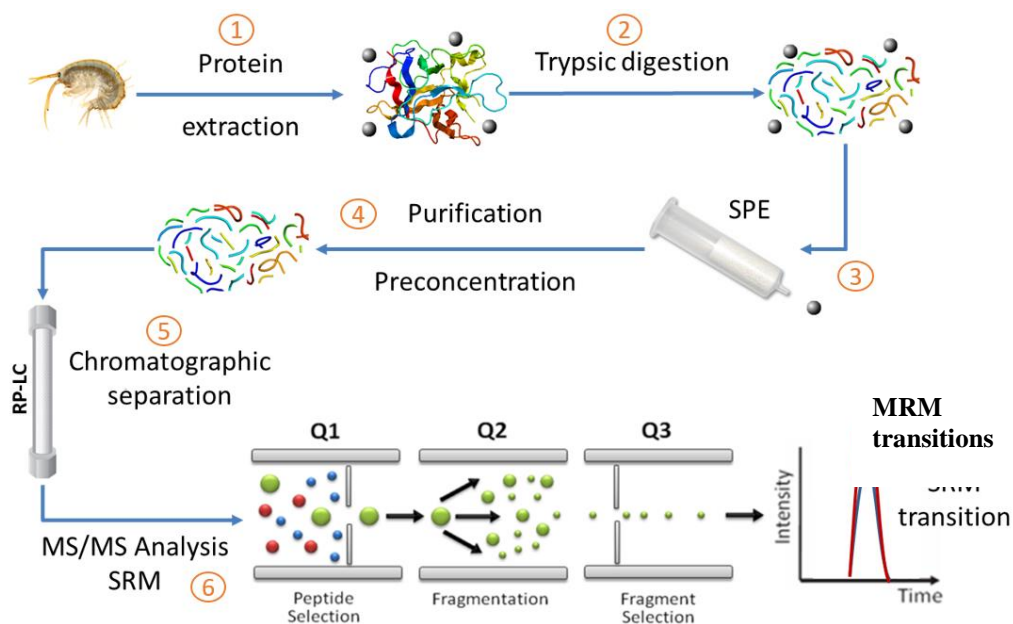 ①
Protein
extraction
②
Trypsic digestion
SPE
③
④
Purification
Preconcentration
RP-LC
⑤
Chromatographic
separation
MS/MS Analysis
SRM
⑥
Q1
Q2
Q3
Peptide
Selection
Fragmentation
Fragment
Selection
MRM
transitions
SRM
transition
Intensity
Time